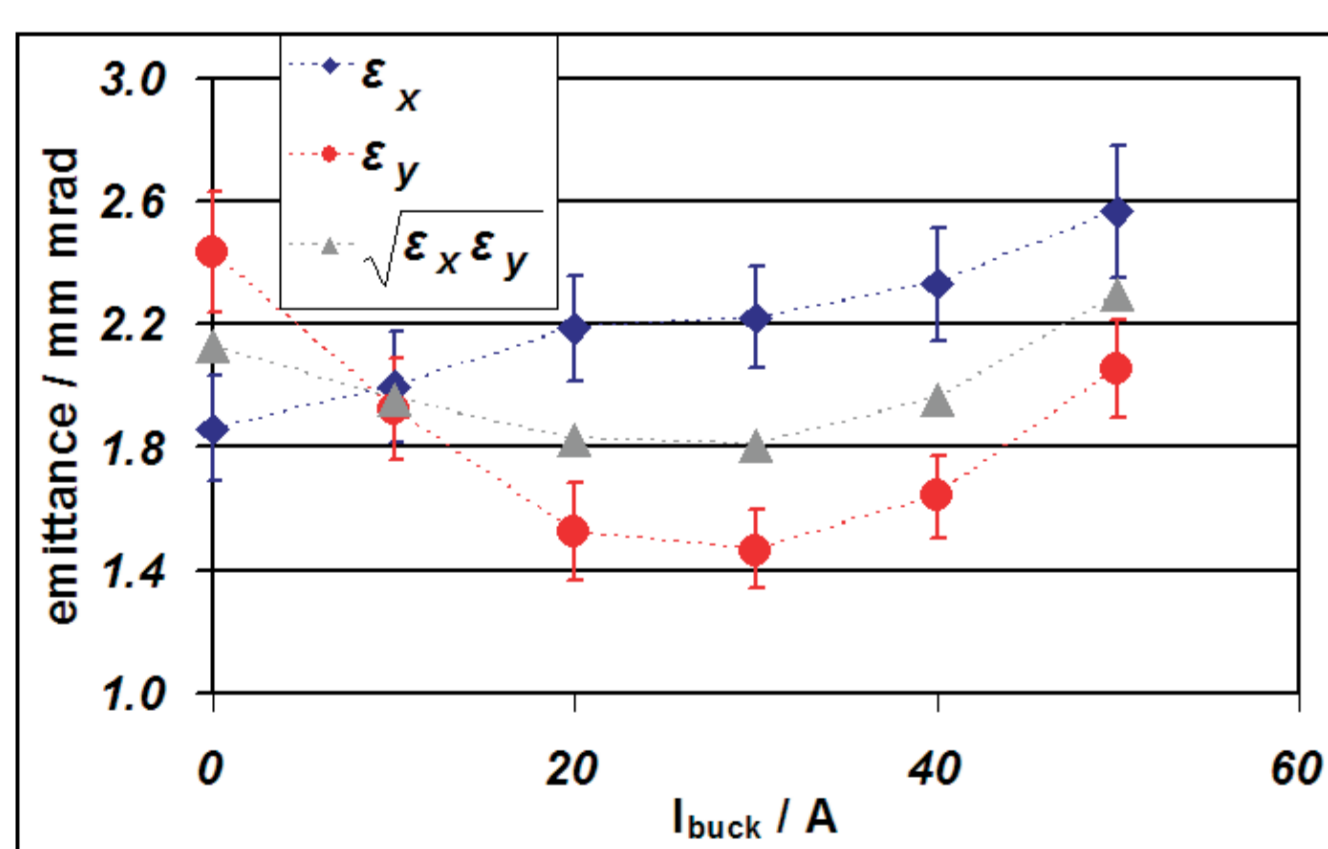 ε x
ε y
√ε x ε y
3.0
2.6
2.2
1.8
1.4
1.0
emittance / mm mrad
0 20 40 60
Ibuck / A